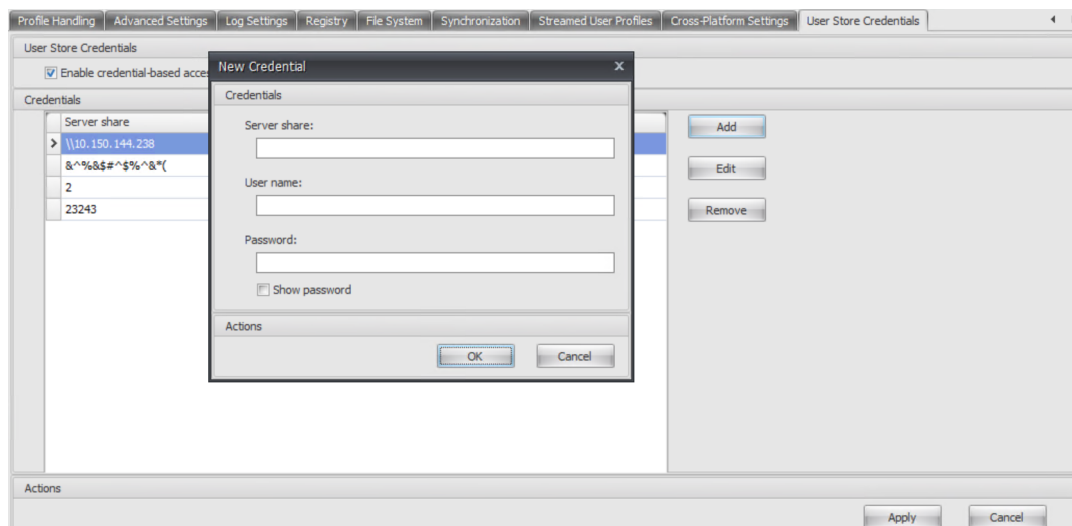 Profile Handling Advanced Settings Log Settings Registry File System Synchronization Streamed User Profiles Cross-Platform Settings User Store Credentials
User Store Credentials
Enable credential-based
New Credential x
Credentials
Credentials
Server share
Server share:
Add
\\10.150.144.238
&^%&$#^$%^&*(
Edit
User name:
2
23243
Remove
Password:
Show password
Actions
OK Cancel
Actions
Apply Cancel